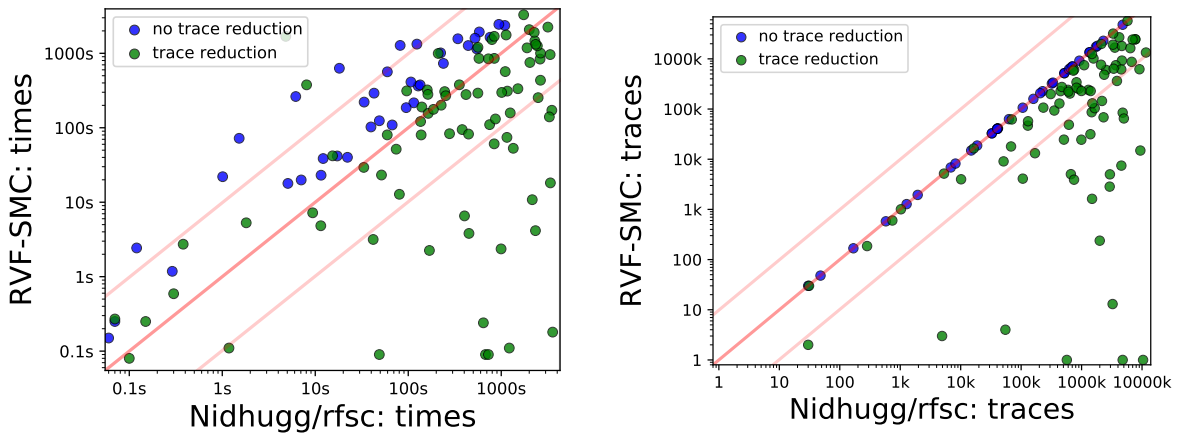 RVF-SMC: times
1000s
100s
10s
1s
0.1s
no trace reduction
trace reduction
0.1s 1s 10s 100s 1000s
Nidhugg/rfsc: times
RVF-SMC: traces
1000k
100k
10k
1k
100
10
1
no trace reduction
trace reduction
1 10 100 1k 10k 100k 1000k 10000k
Nidhugg/rfsc: traces